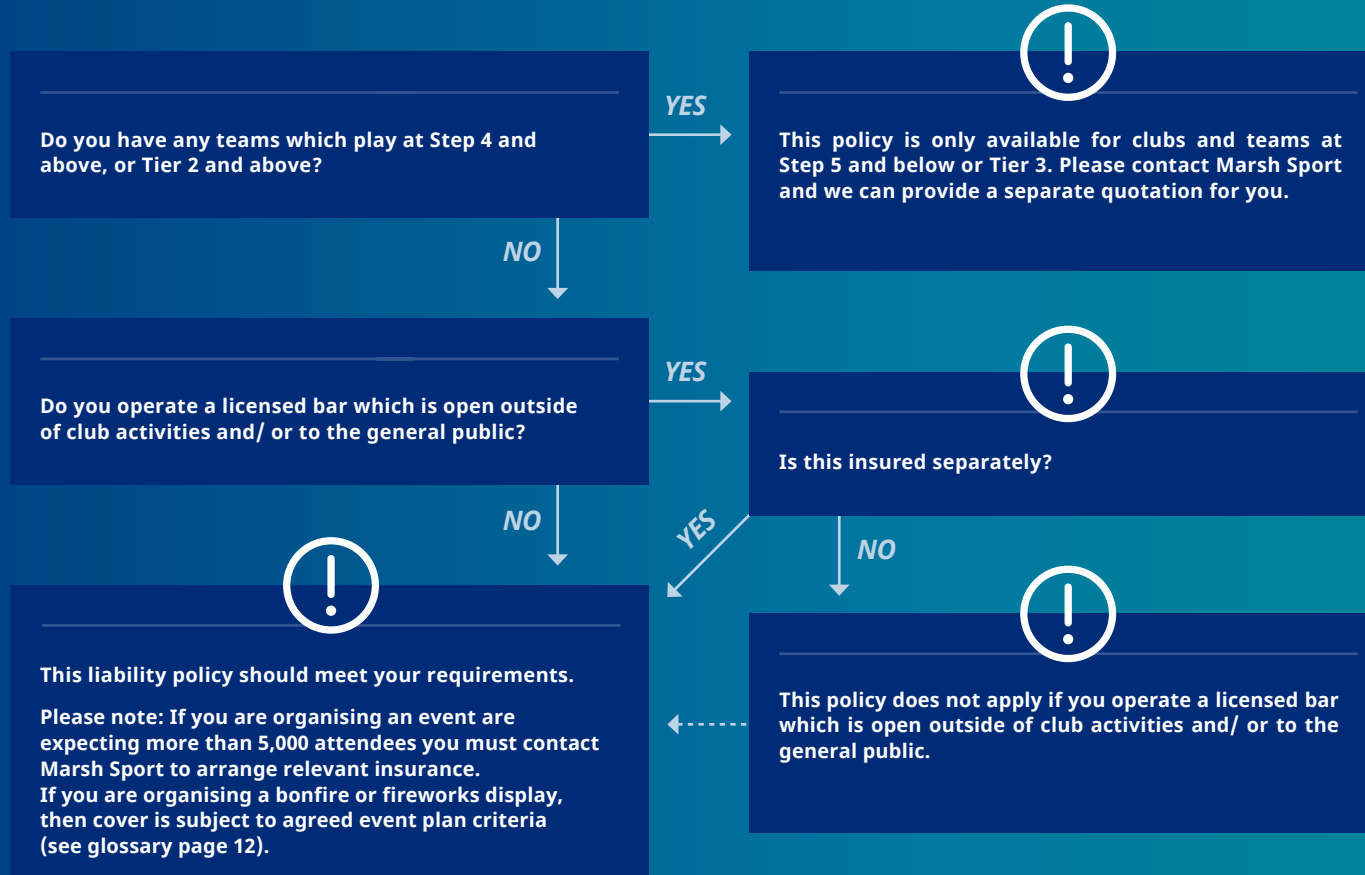 Do you have any teams which play at Step 4 and
above, or Tier 2 and above?
YES
This policy is only available for clubs and teams at
Step 5 and below or Tier 3. Please contact Marsh Sport
and we can provide a separate quotation for you.
NO
Do you operate a licensed bar which is open outside
of club activities and/ or to the general public?
YES
Is this insured separately?
NO
YES
NO
This liability policy should meet your requirements.
Please note: If you are organising an event are
expecting more than 5,000 attendees you must contact
Marsh Sport to arrange relevant insurance.
If you are organising a bonfire or fireworks display,
then cover is subject to agreed event plan criteria
(see glossary page 12).
This policy does not apply if you operate a licensed bar
which is open outside of club activities and/ or to the
general public.